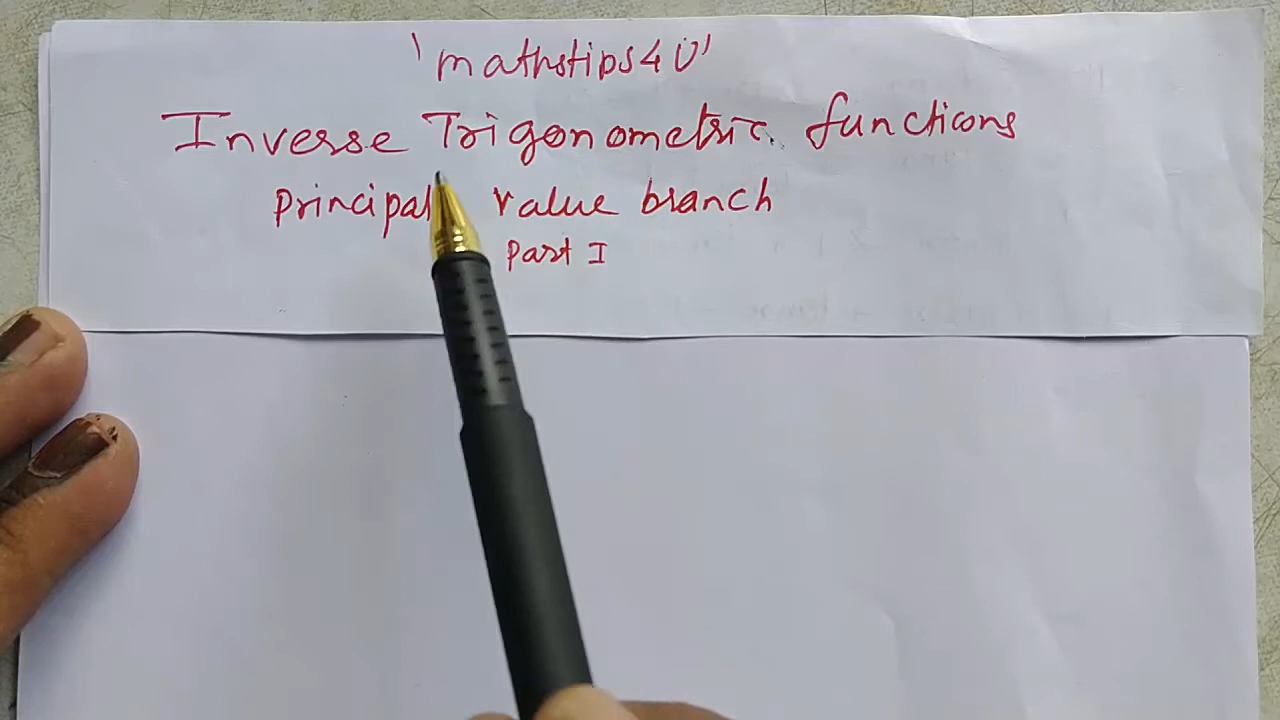 'mathstips4U'
Inverse Trigonometric functions
Principal value branch
Part I